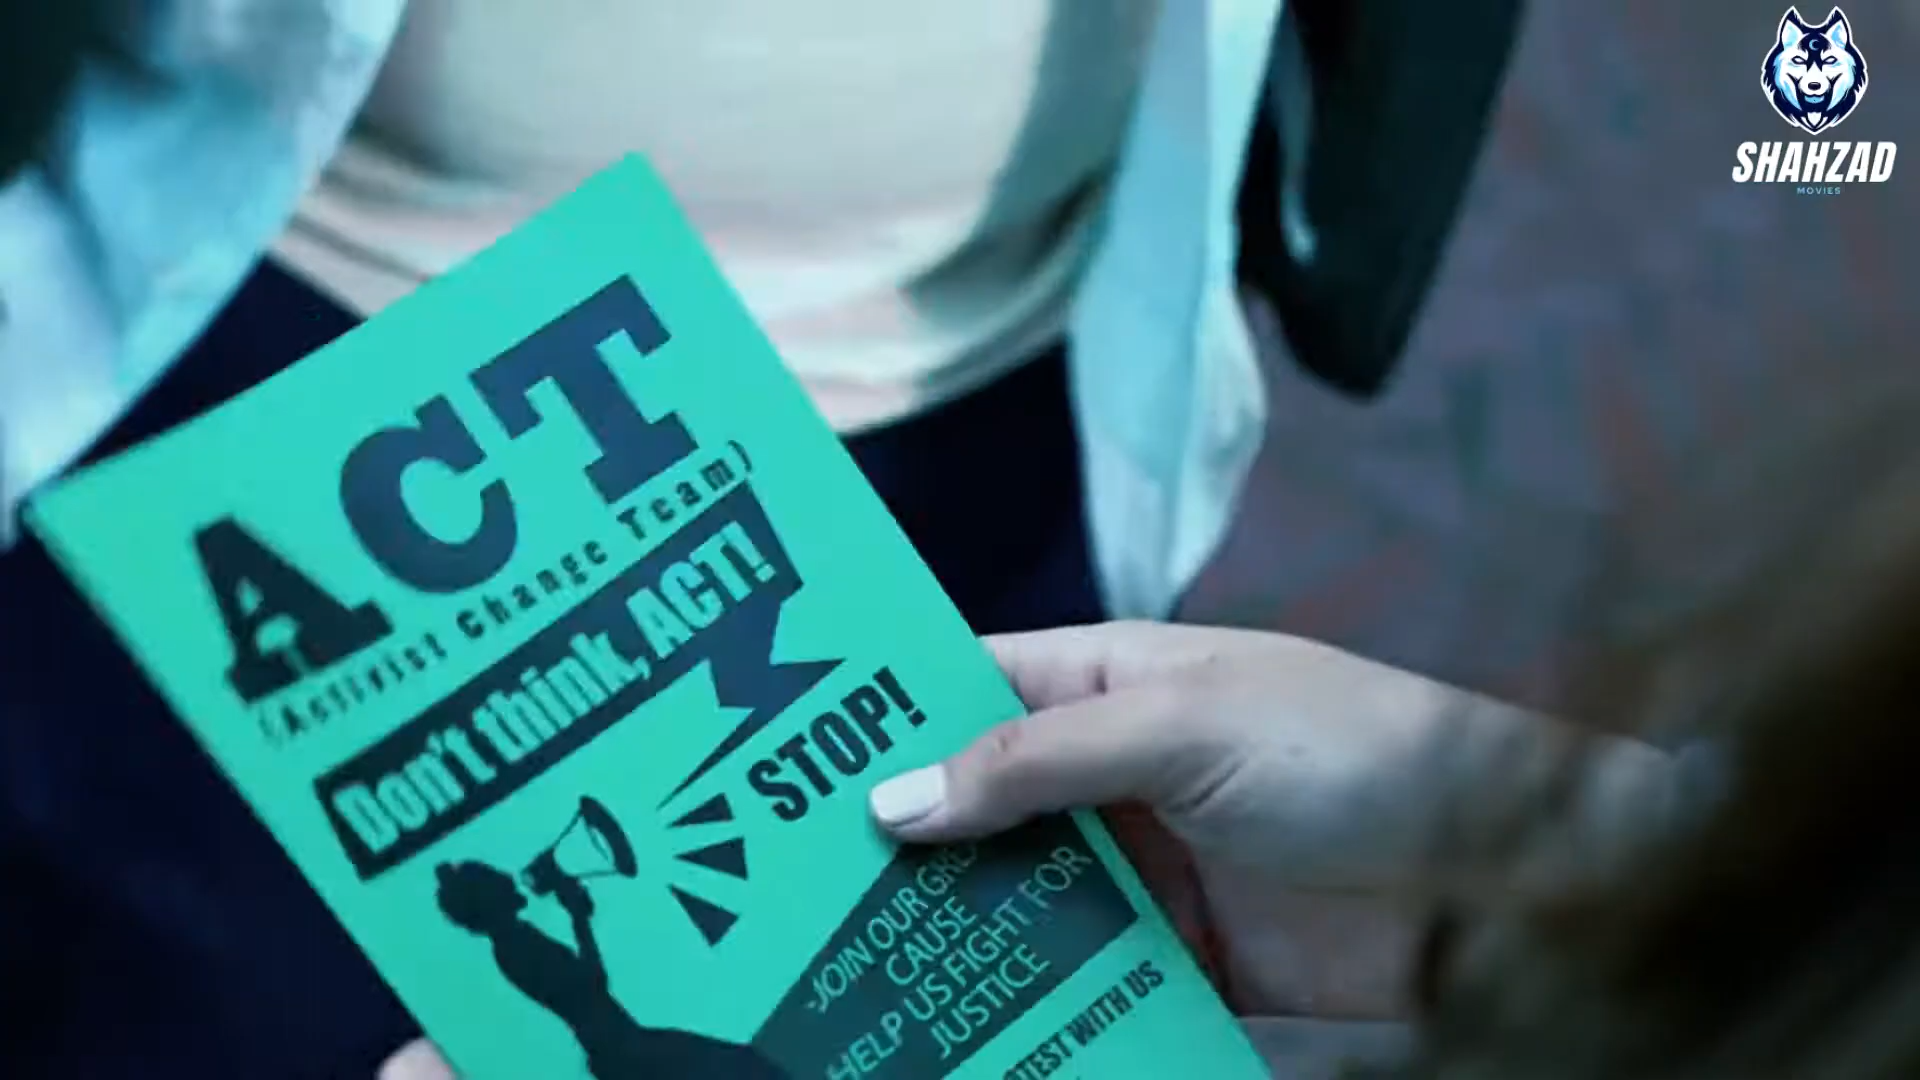 SHAHZAD
MOVIES
ACT
(Activist Change Team)
Don't think, ACT!
STOP!
-JOIN OUR
CAUSE
HELP US FIGHT FOR
JUSTICE
WITH US